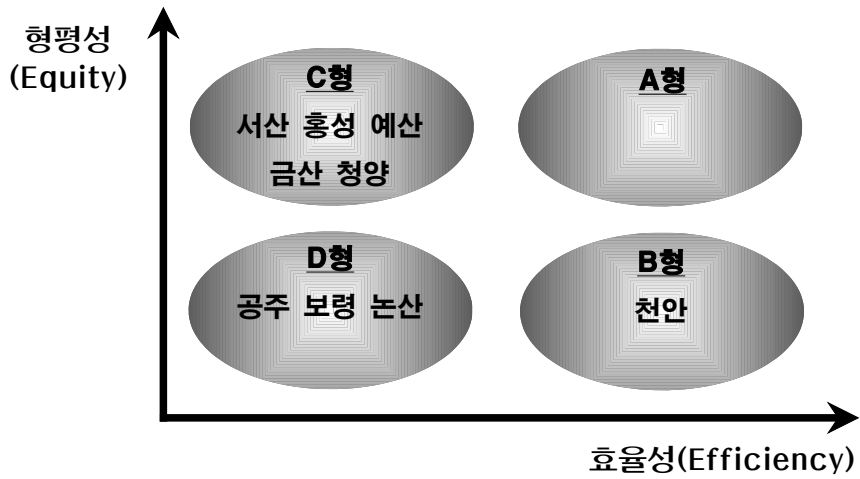 형평성
(Equity)
C형
서산 홍성 예산
금산 청양
A형
D형
공주 보령 논산
B형
천안
효율성(Efficiency)